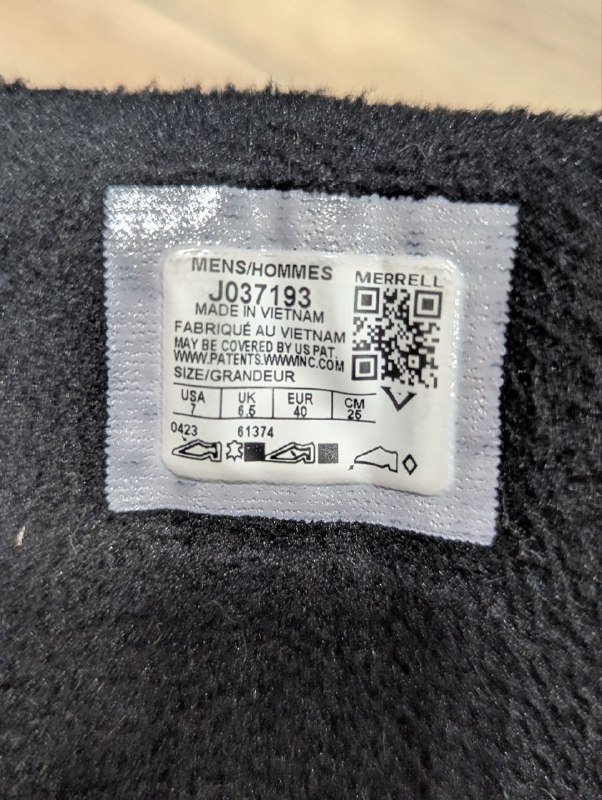 MENS/HOMMES
MERRELL
J037193
MADE IN VIETNAM
FABRIQUÉ AU VIETNAM
MAY BE COVERED BY US PAT.
WWW.PATENTS.WWWINC.COM
SIZE/GRANDEUR
USA UK EUR CM
7 6.5 40 25
0423 61374